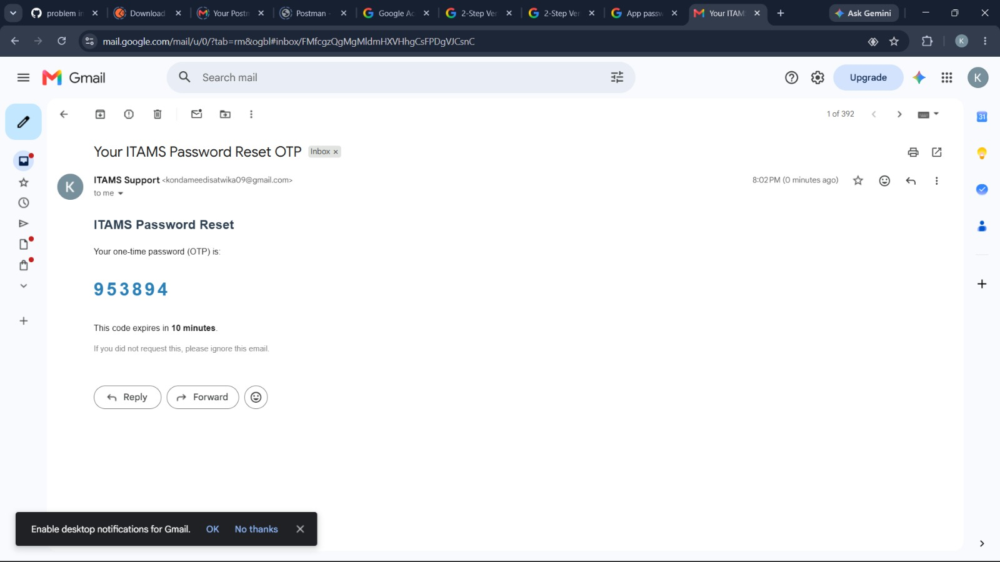 problem in
Download
Your Postm
Postman -
Google Ac
2-Step Ver
2-Step Ver
App passw
Your ITAM
Ask Gemini
mail.google.com/mail/u/0/?tab=rm&ogbl#inbox/FMfcgzQgMgMldmHXVHhgCsFPDgVJCsnC
K
Gmail
Search mail
Upgrade
K
1 of 392
31
Your ITAMS Password Reset OTP Inbox ×
K
ITAMS Support <kondameedisatwika09@gmail.com>
8:02 PM (0 minutes ago)
to me
ITAMS Password Reset
Your one-time password (OTP) is:
953894
This code expires in 10 minutes.
If you did not request this, please ignore this email.
Reply
Forward
Enable desktop notifications for Gmail. OK No thanks